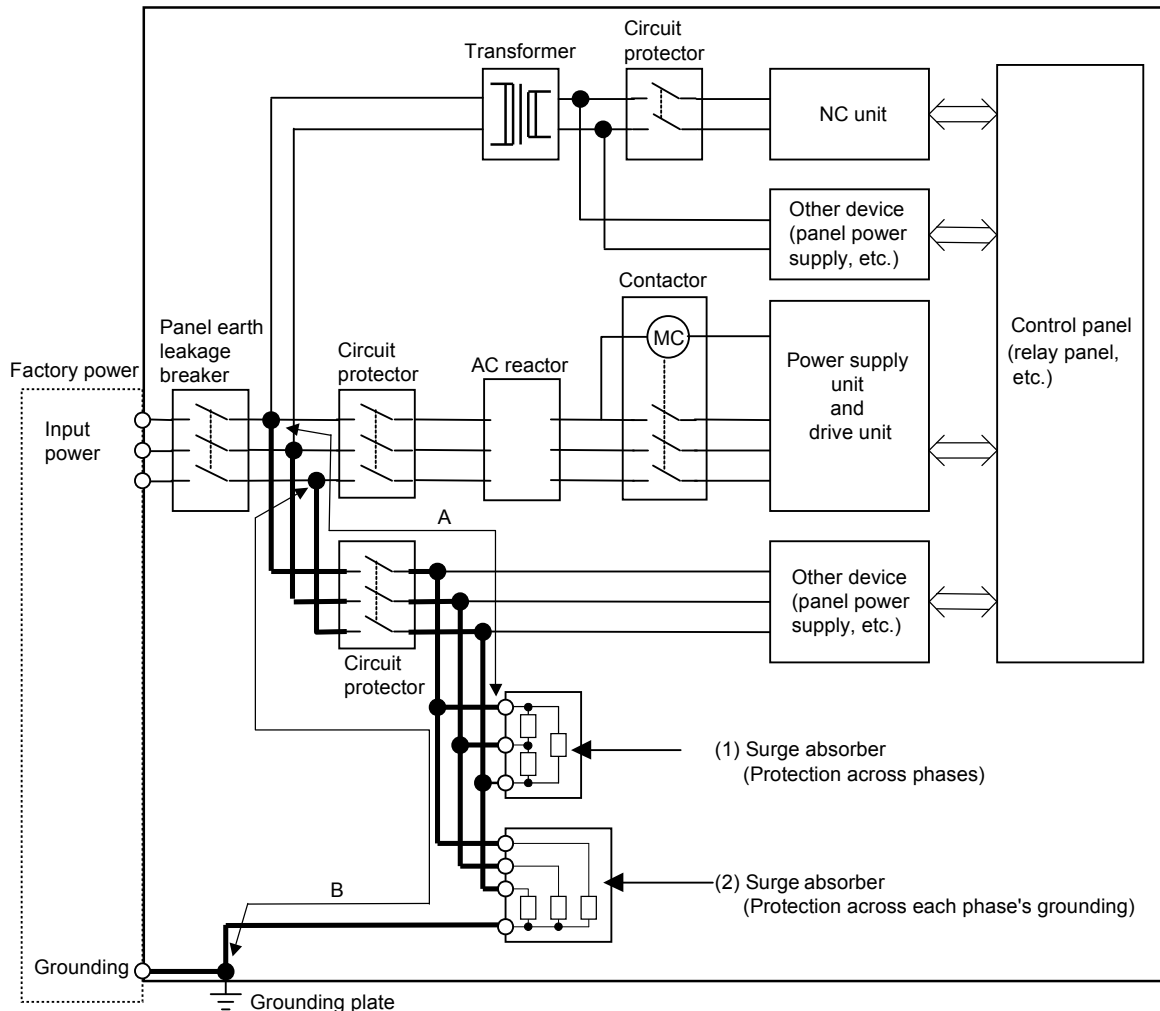 Circuit
protector
Transformer
NC unit
Other device
(panel power
supply, etc.)
Contactor
MC
Panel earth
leakage
breaker
Circuit
protector
AC reactor
Power supply
unit
and
drive unit
Control panel
(relay panel,
etc.)
Factory power
Input
power
A
Other device
(panel power
supply, etc.)
Circuit
protector
(1) Surge absorber
(Protection across phases)
B
(2) Surge absorber
(Protection across each phase's grounding)
Grounding
Grounding plate